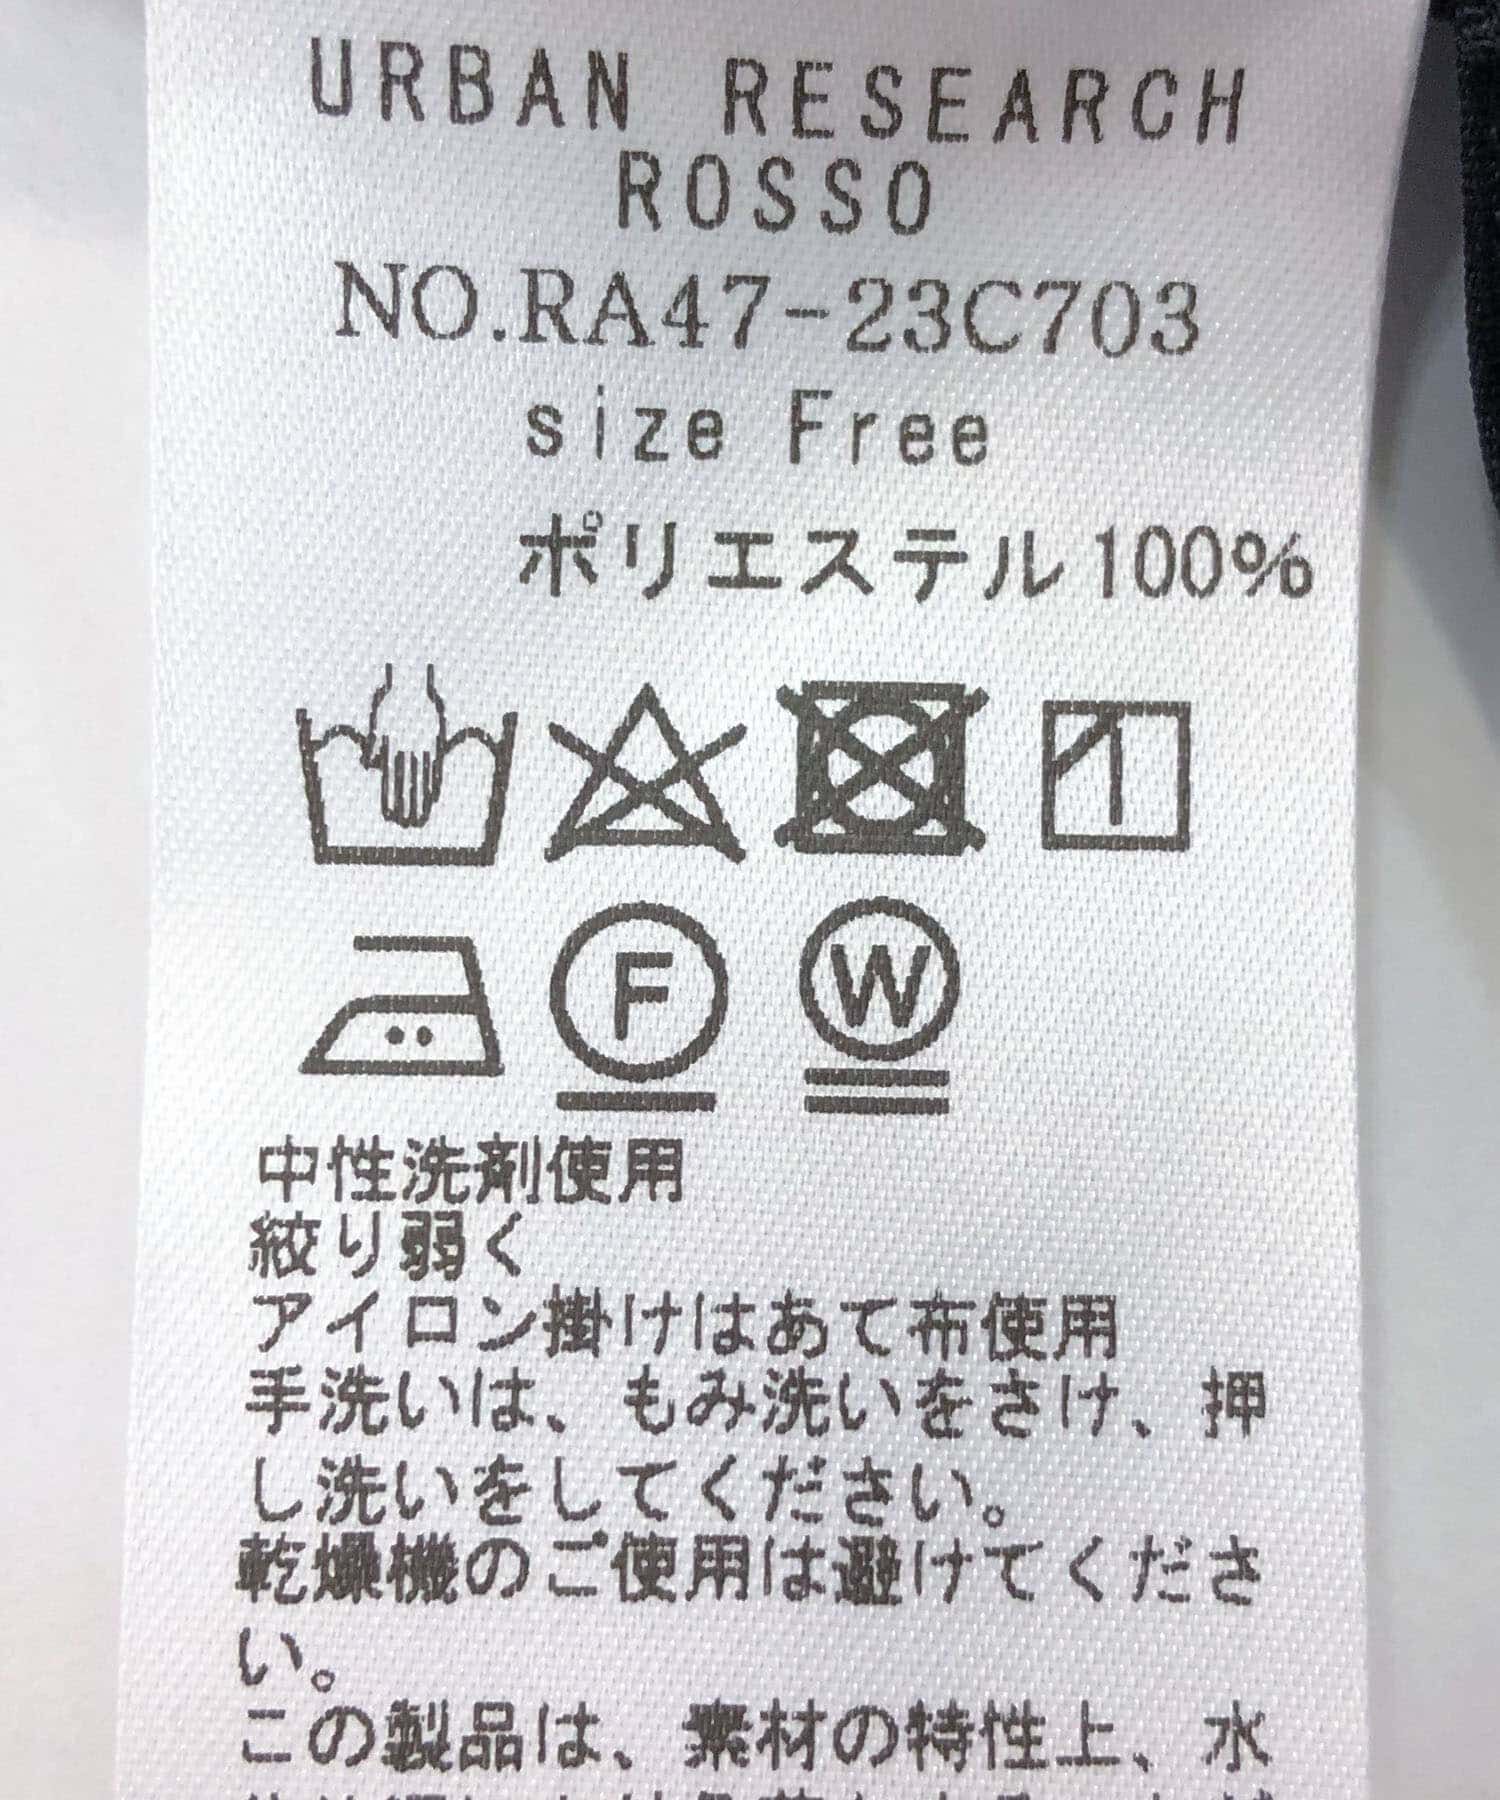 URBAN RESEARCH
ROSSO
NO.RA47-23C703
size Free
ポリエステル100%
F
W
中性洗剤使用
絞り弱く
アイロン掛けはあて布使用
手洗いは、もみ洗いをさけ、押
し洗いをしてください。
乾燥機のご使用は避けてくださ
い。
この製品は、素材の特性上、水